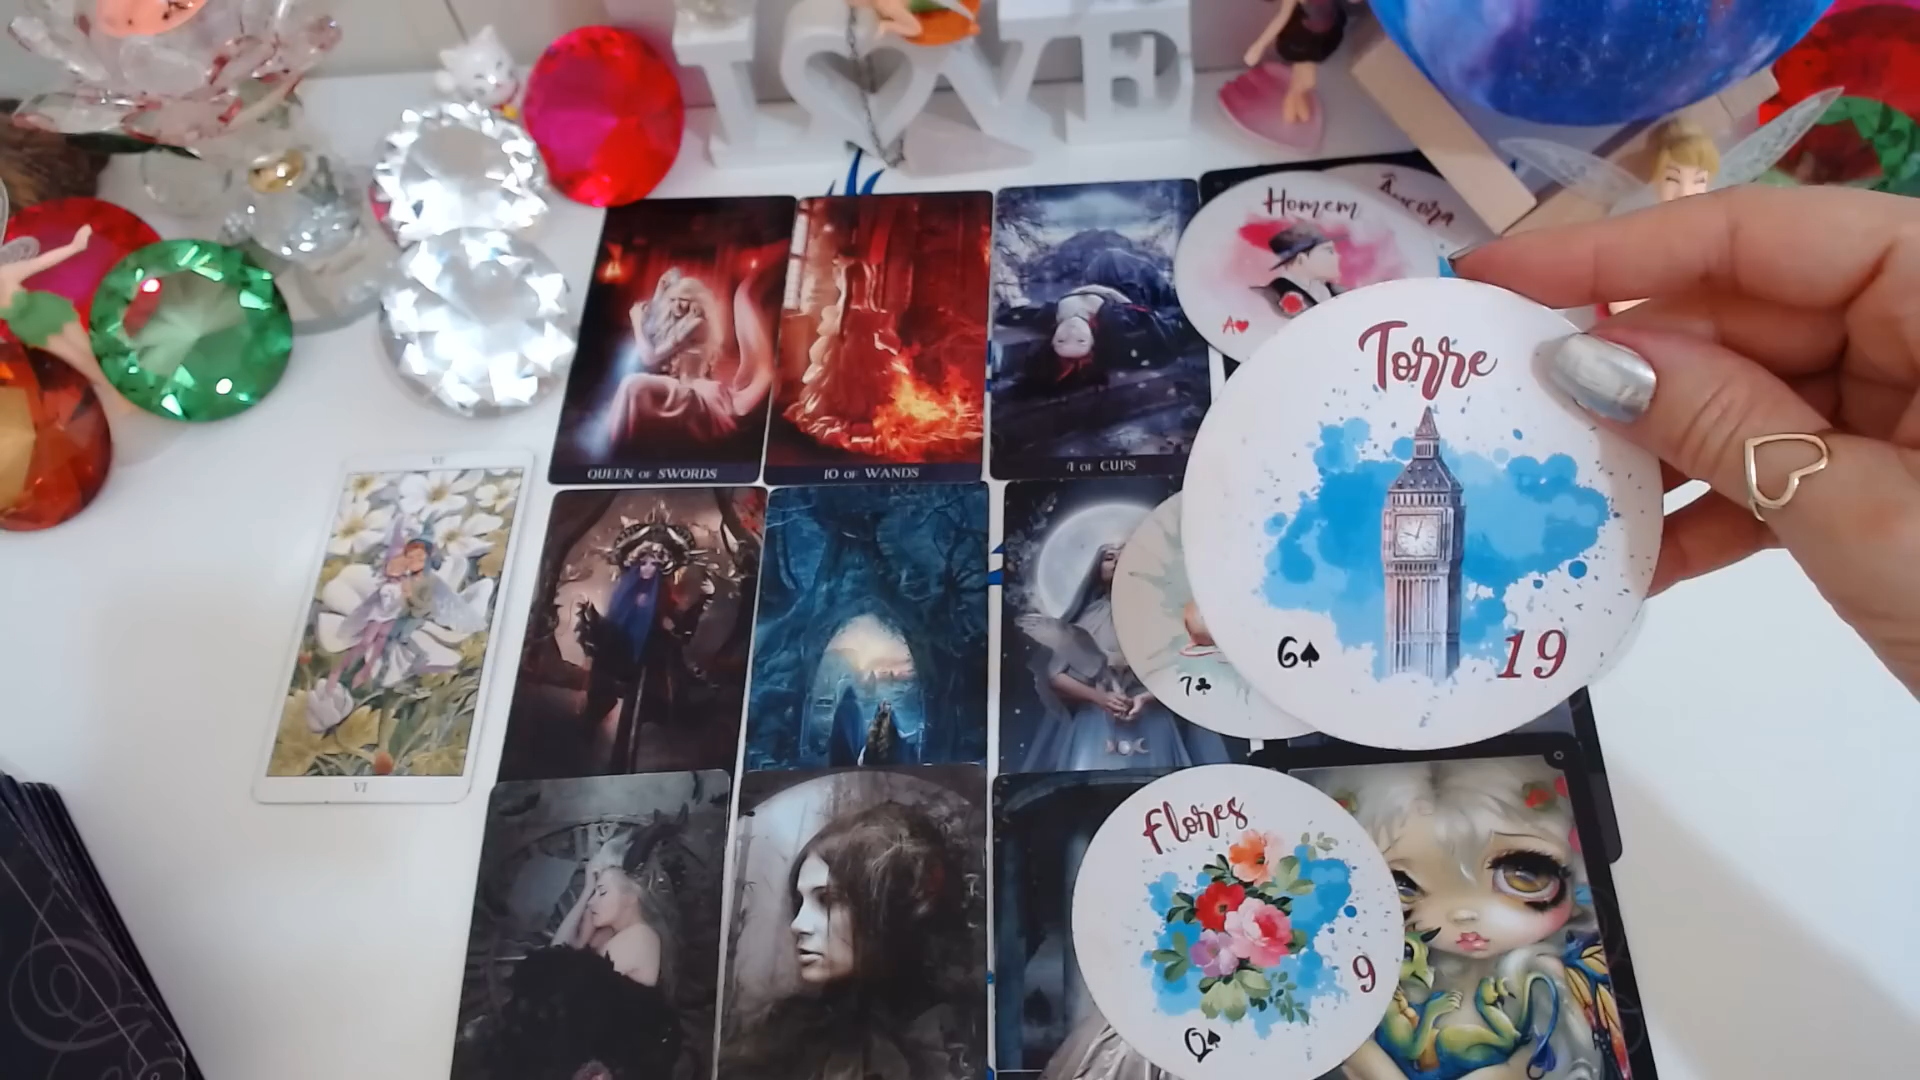 LOVE
Homem
Âncora
A♥
Torre
6♠
19
QUEEN OF SWORDS
10 OF WANDS
4 OF CUPS
VI
VI
7♣
Flores
9
Q♠